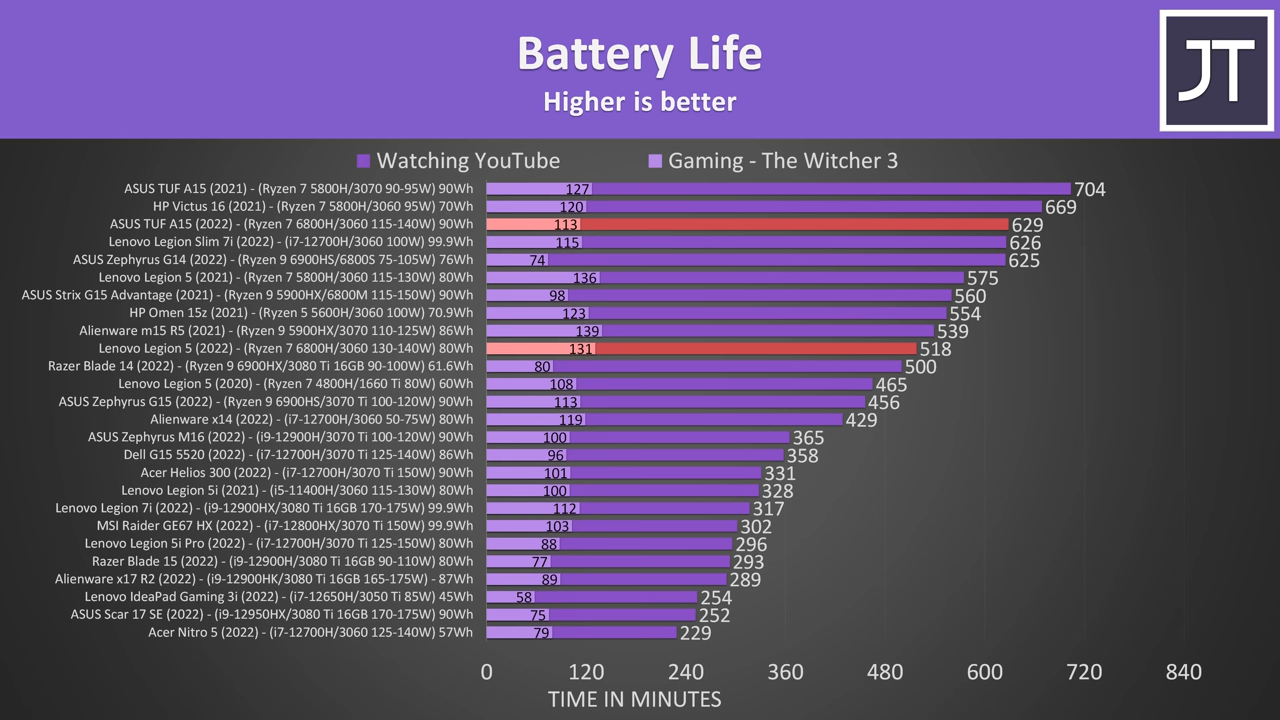 Battery Life
Higher is better
JT
Watching YouTube Gaming - The Witcher 3
ASUS TUF A15 (2021) - (Ryzen 7 5800H/3070 90-95W) 90Wh 127 704
HP Victus 16 (2021) - (Ryzen 7 5800H/3060 95W) 70Wh 120 669
ASUS TUF A15 (2022) - (Ryzen 7 6800H/3060 115-140W) 90Wh 113 629
Lenovo Legion Slim 7i (2022) - (i7-12700H/3060 100W) 99.9Wh 115 626
ASUS Zephyrus G14 (2022) - (Ryzen 9 6900HS/6800S 75-105W) 76Wh 74 625
Lenovo Legion 5 (2021) - (Ryzen 7 5800H/3060 115-130W) 80Wh 136 575
ASUS Strix G15 Advantage (2021) - (Ryzen 9 5900HX/6800M 115-150W) 90Wh 98 560
HP Omen 15z (2021) - (Ryzen 5 5600H/3060 100W) 70.9Wh 123 554
Alienware m15 R5 (2021) - (Ryzen 9 5900HX/3070 110-125W) 86Wh 139 539
Lenovo Legion 5 (2022) - (Ryzen 7 6800H/3060 130-140W) 80Wh 131 518
Razer Blade 14 (2022) - (Ryzen 9 6900HX/3080 Ti 16GB 90-100W) 61.6Wh 80 500
Lenovo Legion 5 (2020) - (Ryzen 7 4800H/1660 Ti 80W) 60Wh 108 465
ASUS Zephyrus G15 (2022) - (Ryzen 9 6900HS/3070 Ti 100-120W) 90Wh 113 456
Alienware x14 (2022) - (i7-12700H/3060 50-75W) 80Wh 119 429
ASUS Zephyrus M16 (2022) - (i9-12900H/3070 Ti 100-120W) 90Wh 100 365
Dell G15 5520 (2022) - (i7-12700H/3070 Ti 125-140W) 86Wh 96 358
Acer Helios 300 (2022) - (i7-12700H/3070 Ti 150W) 90Wh 101 331
Lenovo Legion 5i (2021) - (i5-11400H/3060 115-130W) 80Wh 100 328
Lenovo Legion 7i (2022) - (i9-12900HX/3080 Ti 16GB 170-175W) 99.9Wh 112 317
MSI Raider GE67 HX (2022) - (i7-12800HX/3070 Ti 150W) 99.9Wh 103 302
Lenovo Legion 5i Pro (2022) - (i7-12700H/3070 Ti 125-150W) 80Wh 88 296
Razer Blade 15 (2022) - (i9-12900H/3080 Ti 16GB 90-110W) 80Wh 77 293
Alienware x17 R2 (2022) - (i9-12900HK/3080 Ti 16GB 165-175W) - 87Wh 89 289
Lenovo IdeaPad Gaming 3i (2022) - (i7-12650H/3050 Ti 85W) 45Wh 58 254
ASUS Scar 17 SE (2022) - (i9-12950HX/3080 Ti 16GB 170-175W) 90Wh 75 252
Acer Nitro 5 (2022) - (i7-12700H/3060 125-140W) 57Wh 79 229
0 120 240 360 480 600 720 840
TIME IN MINUTES